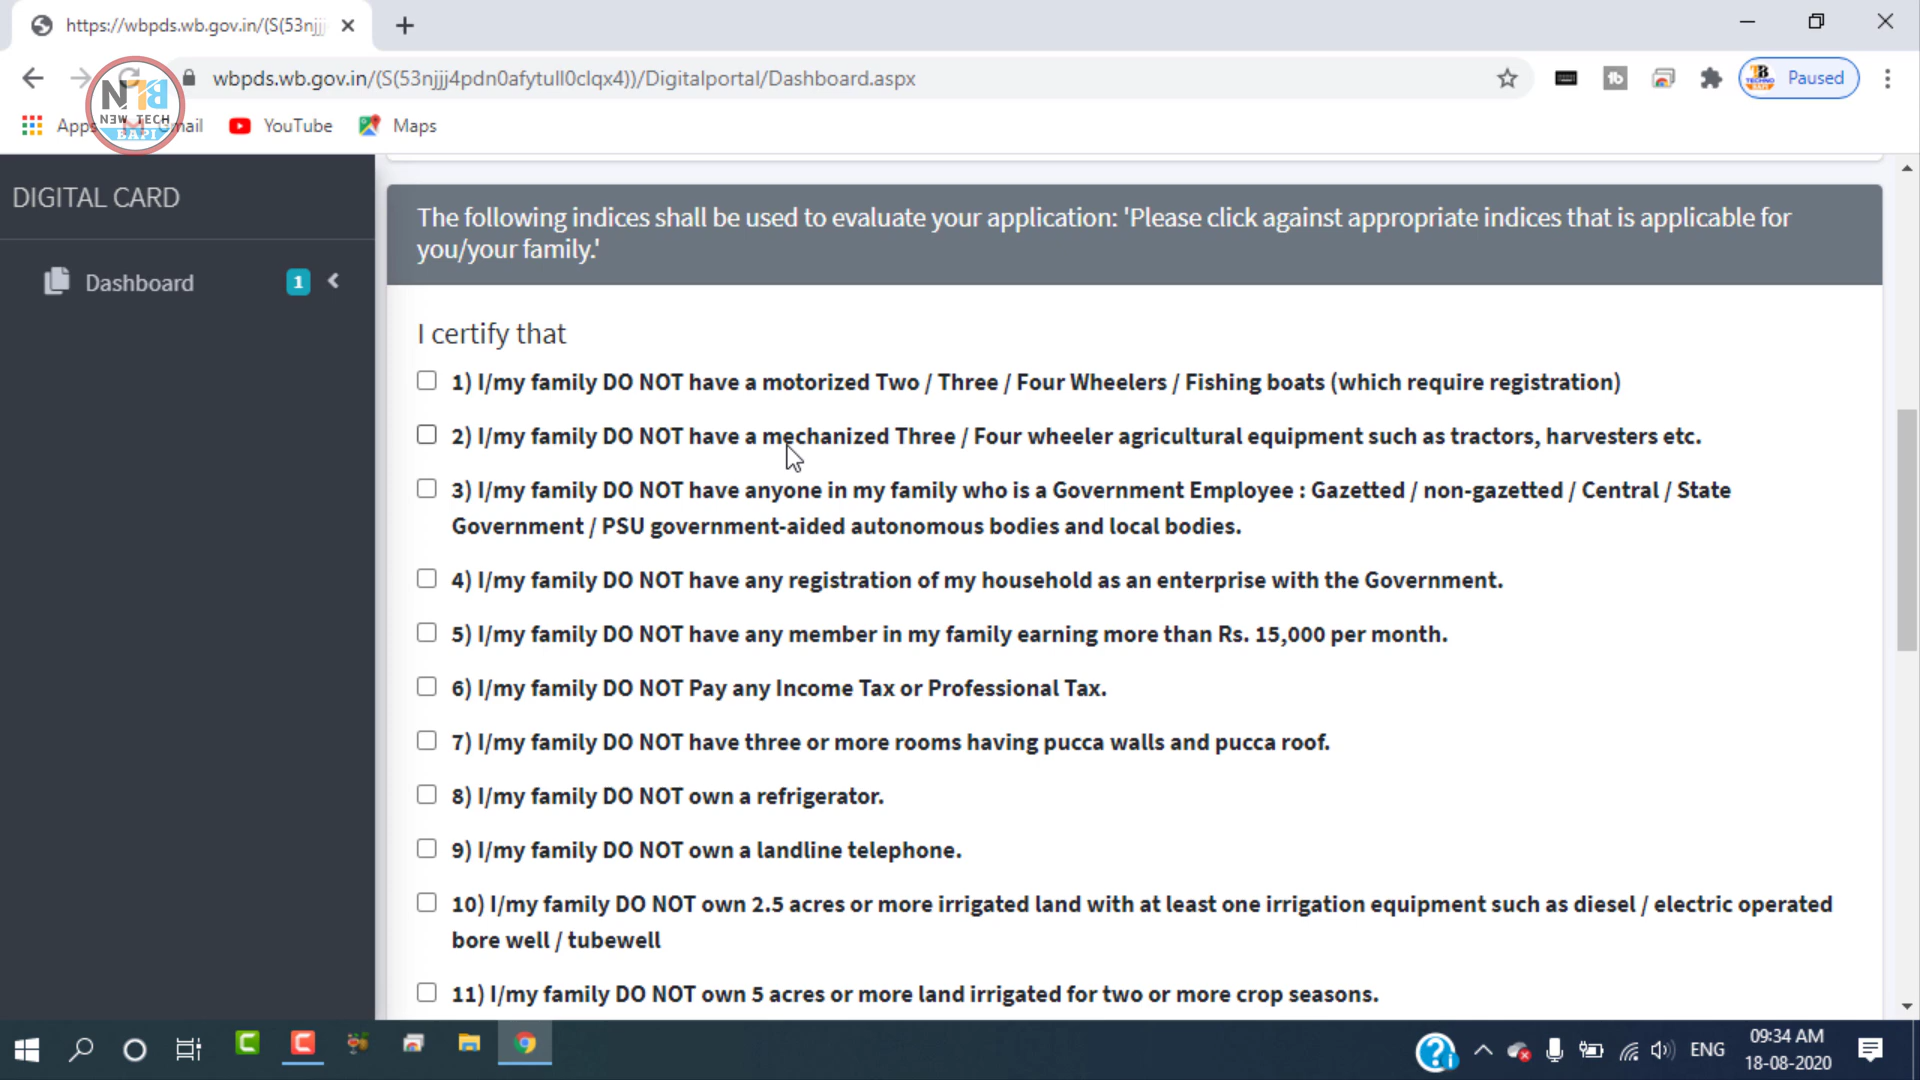 https://wbpds.wb.gov.in/(S(53njjj
wbpds.wb.gov.in/(S(53njjj4pdn0afytull0clqx4))/Digitalportal/Dashboard.aspx
Paused
Apps
Gmail
YouTube
Maps
N3W TECH
BAPI
DIGITAL CARD
Dashboard
1
The following indices shall be used to evaluate your application: 'Please click against appropriate indices that is applicable for
you/your family.'
I certify that
1) I/my family DO NOT have a motorized Two / Three / Four Wheelers / Fishing boats (which require registration)
2) I/my family DO NOT have a mechanized Three / Four wheeler agricultural equipment such as tractors, harvesters etc.
3) I/my family DO NOT have anyone in my family who is a Government Employee : Gazetted / non-gazetted / Central / State
Government / PSU government-aided autonomous bodies and local bodies.
4) I/my family DO NOT have any registration of my household as an enterprise with the Government.
5) I/my family DO NOT have any member in my family earning more than Rs. 15,000 per month.
6) I/my family DO NOT Pay any Income Tax or Professional Tax.
7) I/my family DO NOT have three or more rooms having pucca walls and pucca roof.
8) I/my family DO NOT own a refrigerator.
9) I/my family DO NOT own a landline telephone.
10) I/my family DO NOT own 2.5 acres or more irrigated land with at least one irrigation equipment such as diesel / electric operated
bore well / tubewell
11) I/my family DO NOT own 5 acres or more land irrigated for two or more crop seasons.
ENG
09:34 AM
18-08-2020